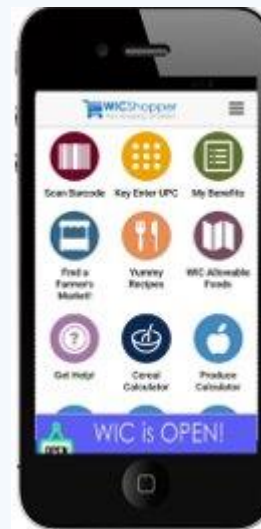 WICShopper
Scan Barcode Key Enter UPC My Benefits
Find a
Farmer's
Market!
Yummy
Recipes
WIC Allowable
Foods
Get Help!
Cereal
Calculator
Produce
Calculator
WIC is OPEN!
OPEN